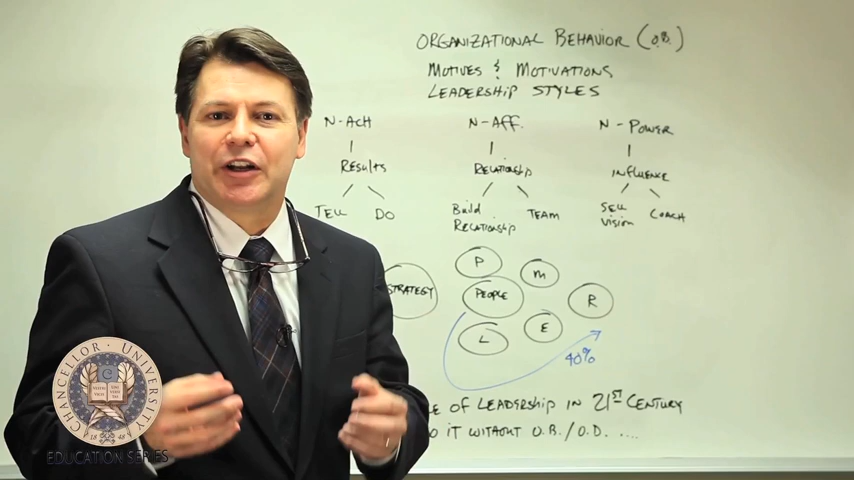 ORGANIZATIONAL BEHAVIOR (O.B.)
MOTIVES & MOTIVATIONS
LEADERSHIP STYLES
N-ACH N-AFF. N-POWER
RESULTS RELATIONSHIP INFLUENCE
TELL DO Build RELATIONSHIP TEAM SELL VISION COACH
P M
STRATEGY PEOPLE R
L E
40%
OF LEADERSHIP IN 21ST CENTURY
IT WITHOUT O.B./O.D. ....
CHANCELLOR UNIVERSITY
1848
EDUCATION SERIES